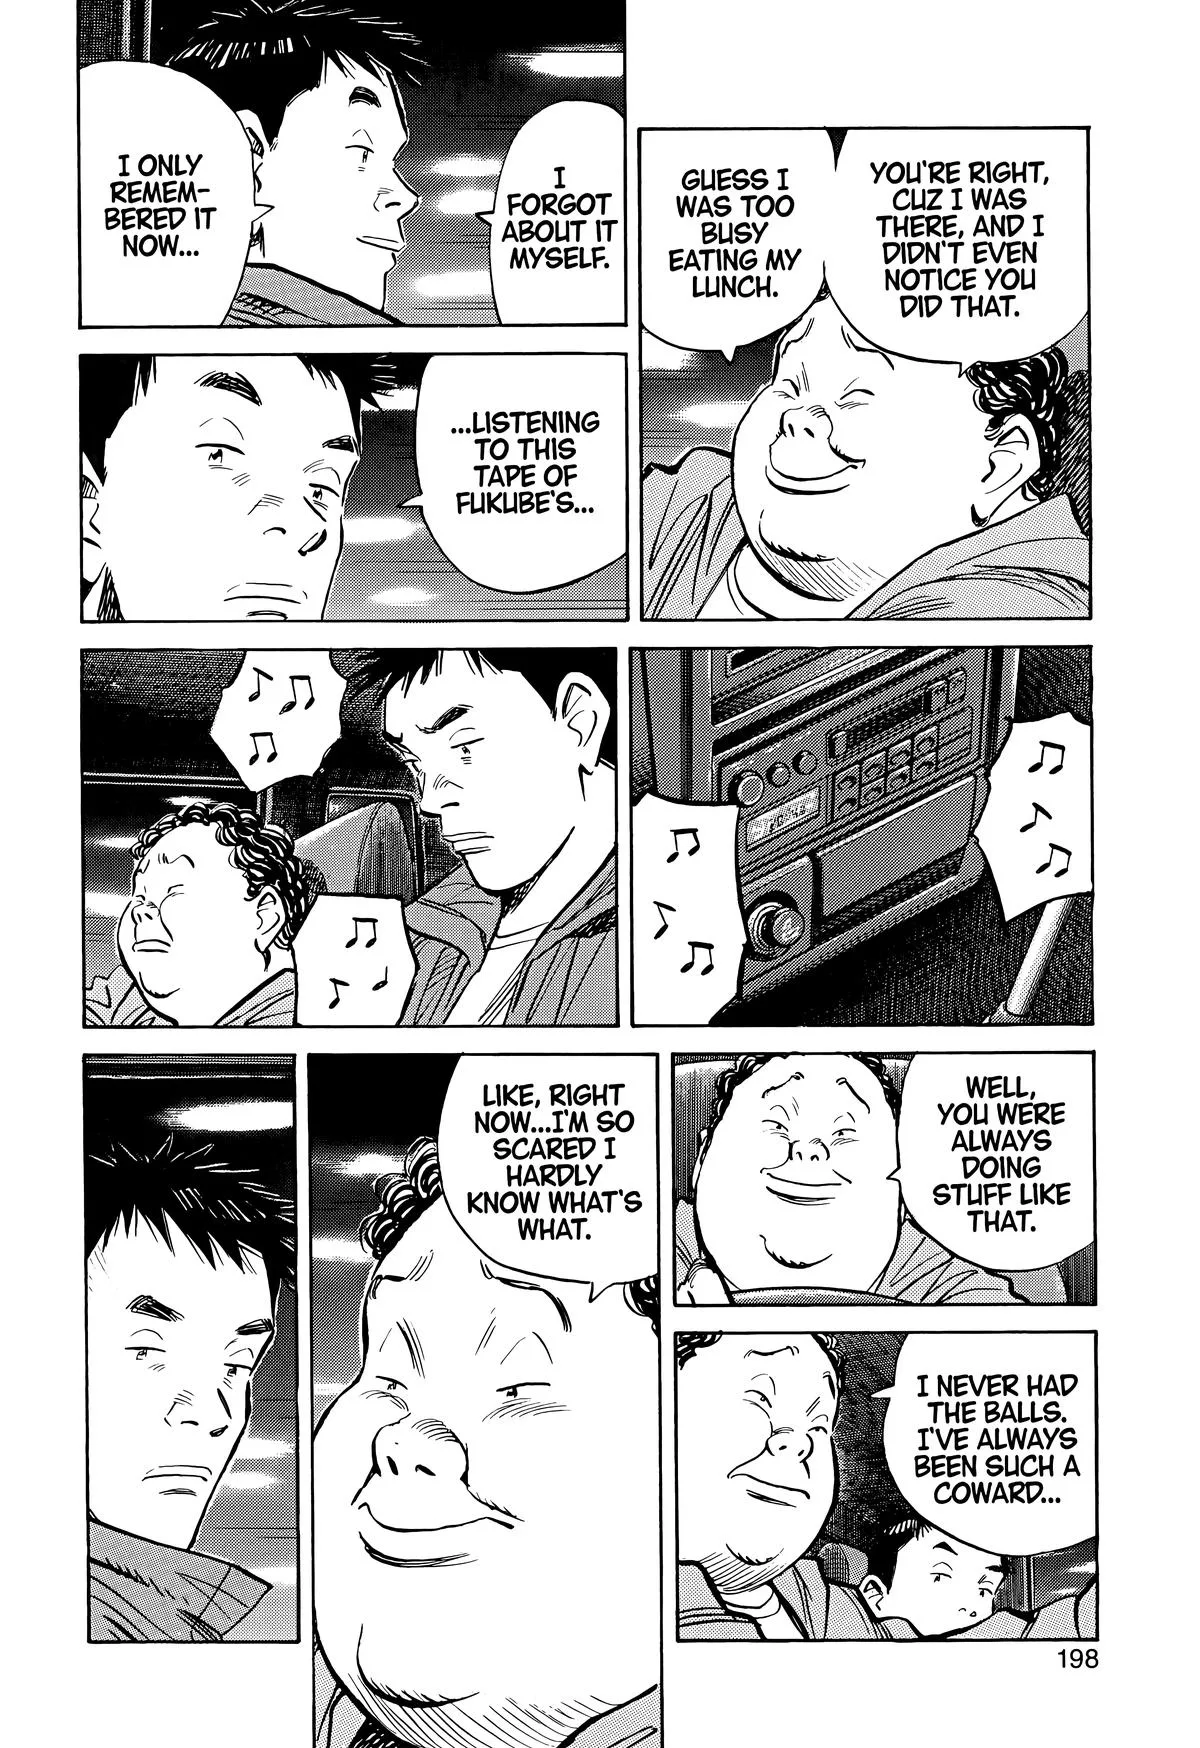 YOU'RE RIGHT,
CUZ I WAS
THERE, AND I
DIDN'T EVEN
NOTICE YOU
DID THAT.
GUESS I
WAS TOO
BUSY
EATING MY
LUNCH.
I
FORGOT
ABOUT IT
MYSELF.
I ONLY
REMEM-
BERED IT
NOW...
...LISTENING
TO THIS
TAPE OF
FUKUBE'S...
WELL,
YOU WERE
ALWAYS
DOING
STUFF LIKE
THAT.
I NEVER HAD
THE BALLS.
I'VE ALWAYS
BEEN SUCH A
COWARD...
LIKE, RIGHT
NOW...I'M SO
SCARED I
HARDLY
KNOW WHAT'S
WHAT.
198